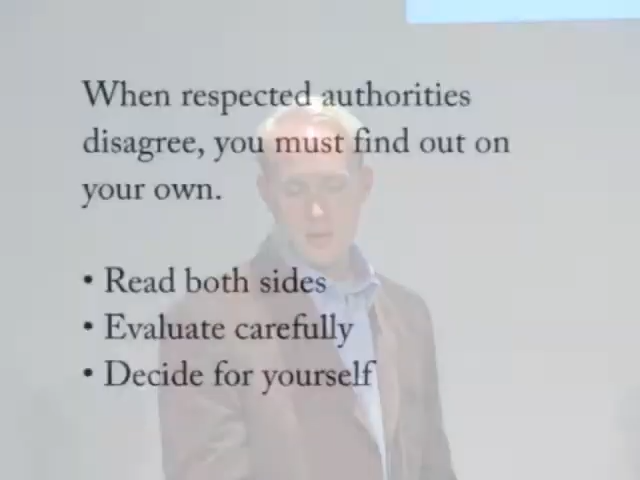 When respected authorities
disagree, you must find out on
your own.
• Read both sides
• Evaluate carefully
• Decide for yourself